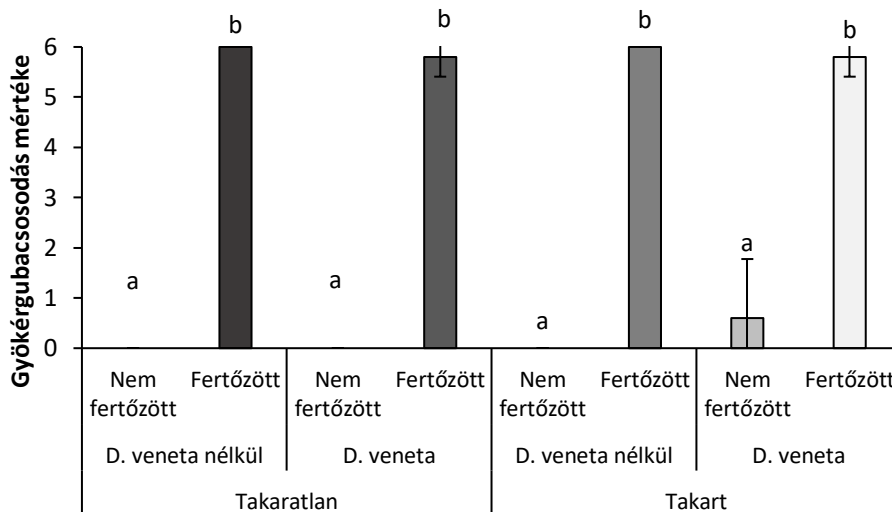 Gyökérgubacsosodás mértéke
6
5
4
3
2
1
0
a
b
a
b
a
b
a
b
Nem fertőzött
Fertőzött
Nem fertőzött
Fertőzött
Nem fertőzött
Fertőzött
Nem fertőzött
Fertőzött
D. veneta nélkül
D. veneta
D. veneta nélkül
D. veneta
Takaratlan
Takart